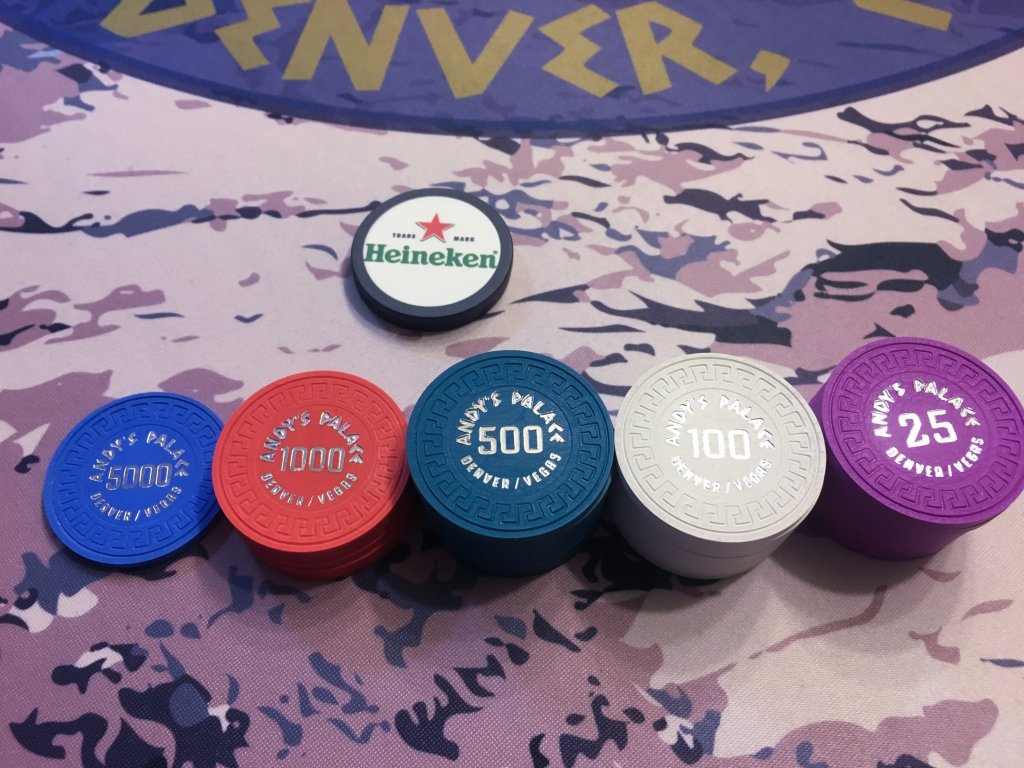 DENVER,
TRADE MARK
Heineken
ANDY'S PALACE
5000
DENVER/VEGAS
ANDY'S PALACE
1000
DENVER/VEGAS
ANDY'S PALACE
500
DENVER/VEGAS
ANDY'S PALACE
100
DENVER/VEGAS
ANDY'S PALACE
25
DENVER/VEGAS